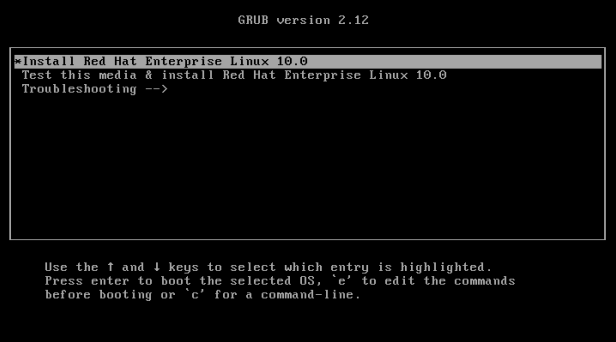 GRUB version 2.12
*Install Red Hat Enterprise Linux 10.0
Test this media & install Red Hat Enterprise Linux 10.0
Troubleshooting -->
Use the ↑ and ↓ keys to select which entry is highlighted.
Press enter to boot the selected OS, `e' to edit the commands
before booting or `c' for a command-line.